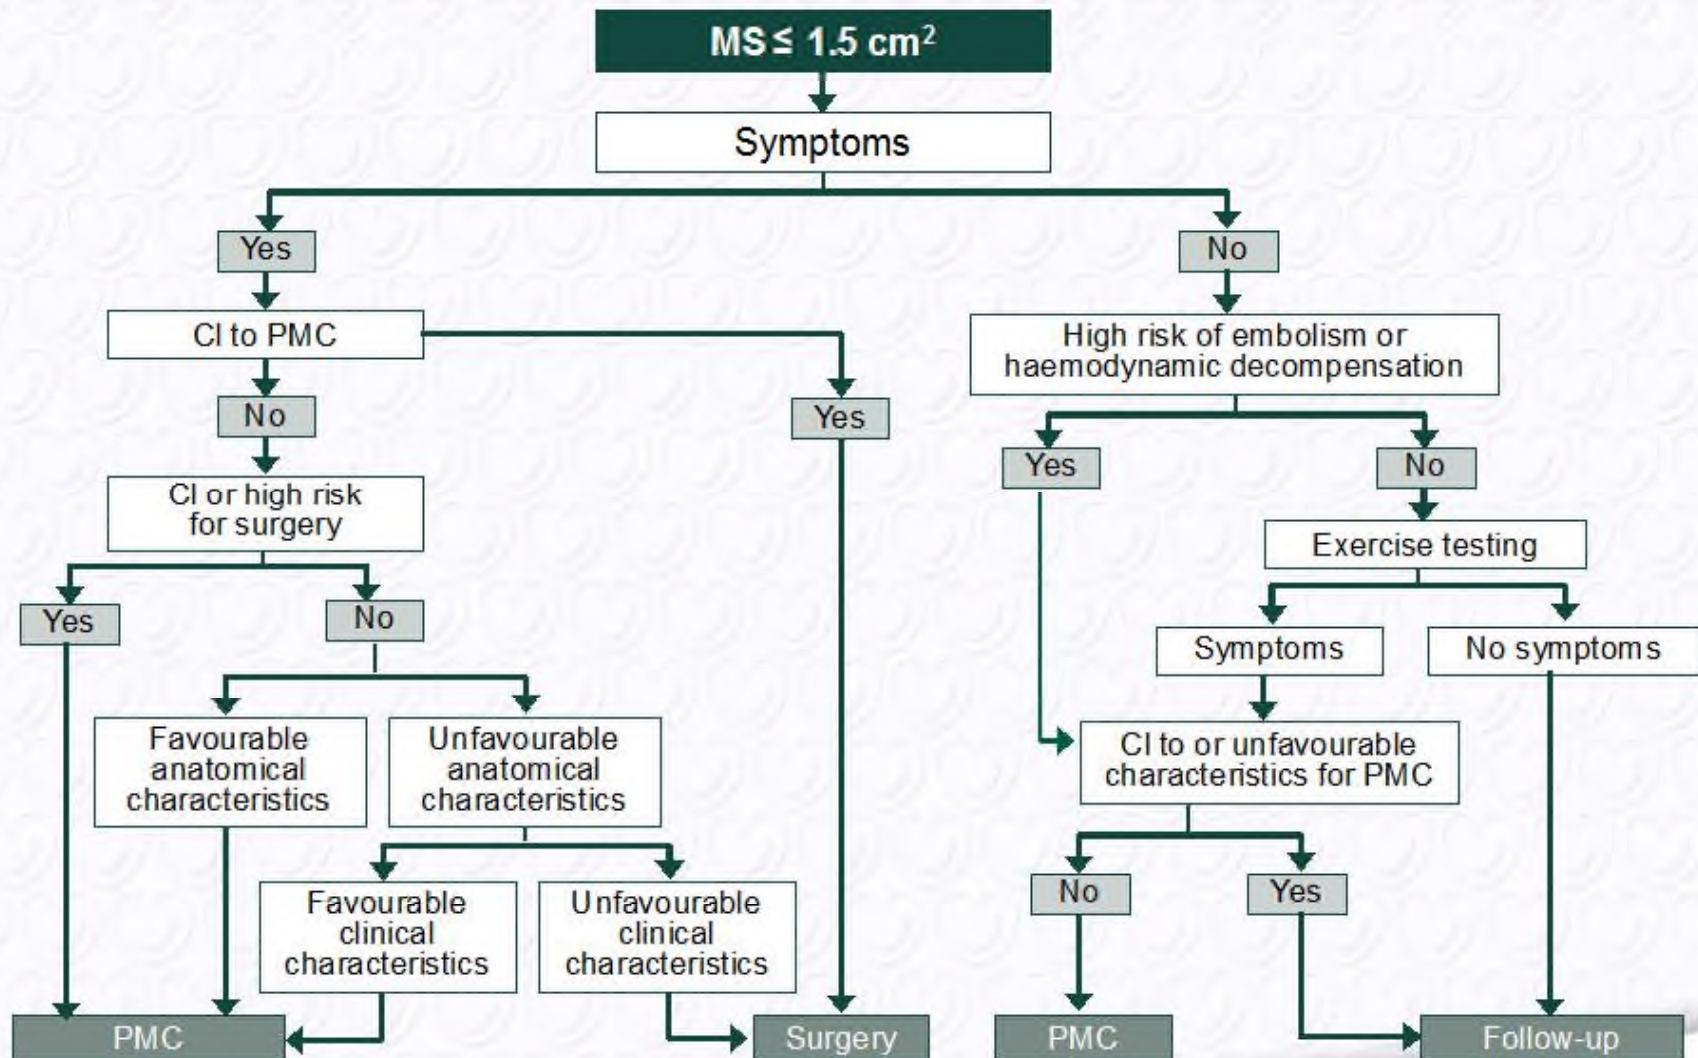 MS ≤ 1.5 cm²
Symptoms
Yes
No
CI to PMC
High risk of embolism or
haemodynamic decompensation
No
Yes
Yes
No
CI or high risk
for surgery
Exercise testing
Yes
No
Symptoms
No symptoms
Favourable
anatomical
characteristics
Unfavourable
anatomical
characteristics
CI to or unfavourable
characteristics for PMC
Favourable
clinical
characteristics
Unfavourable
clinical
characteristics
No
Yes
PMC
Surgery
PMC
Follow-up